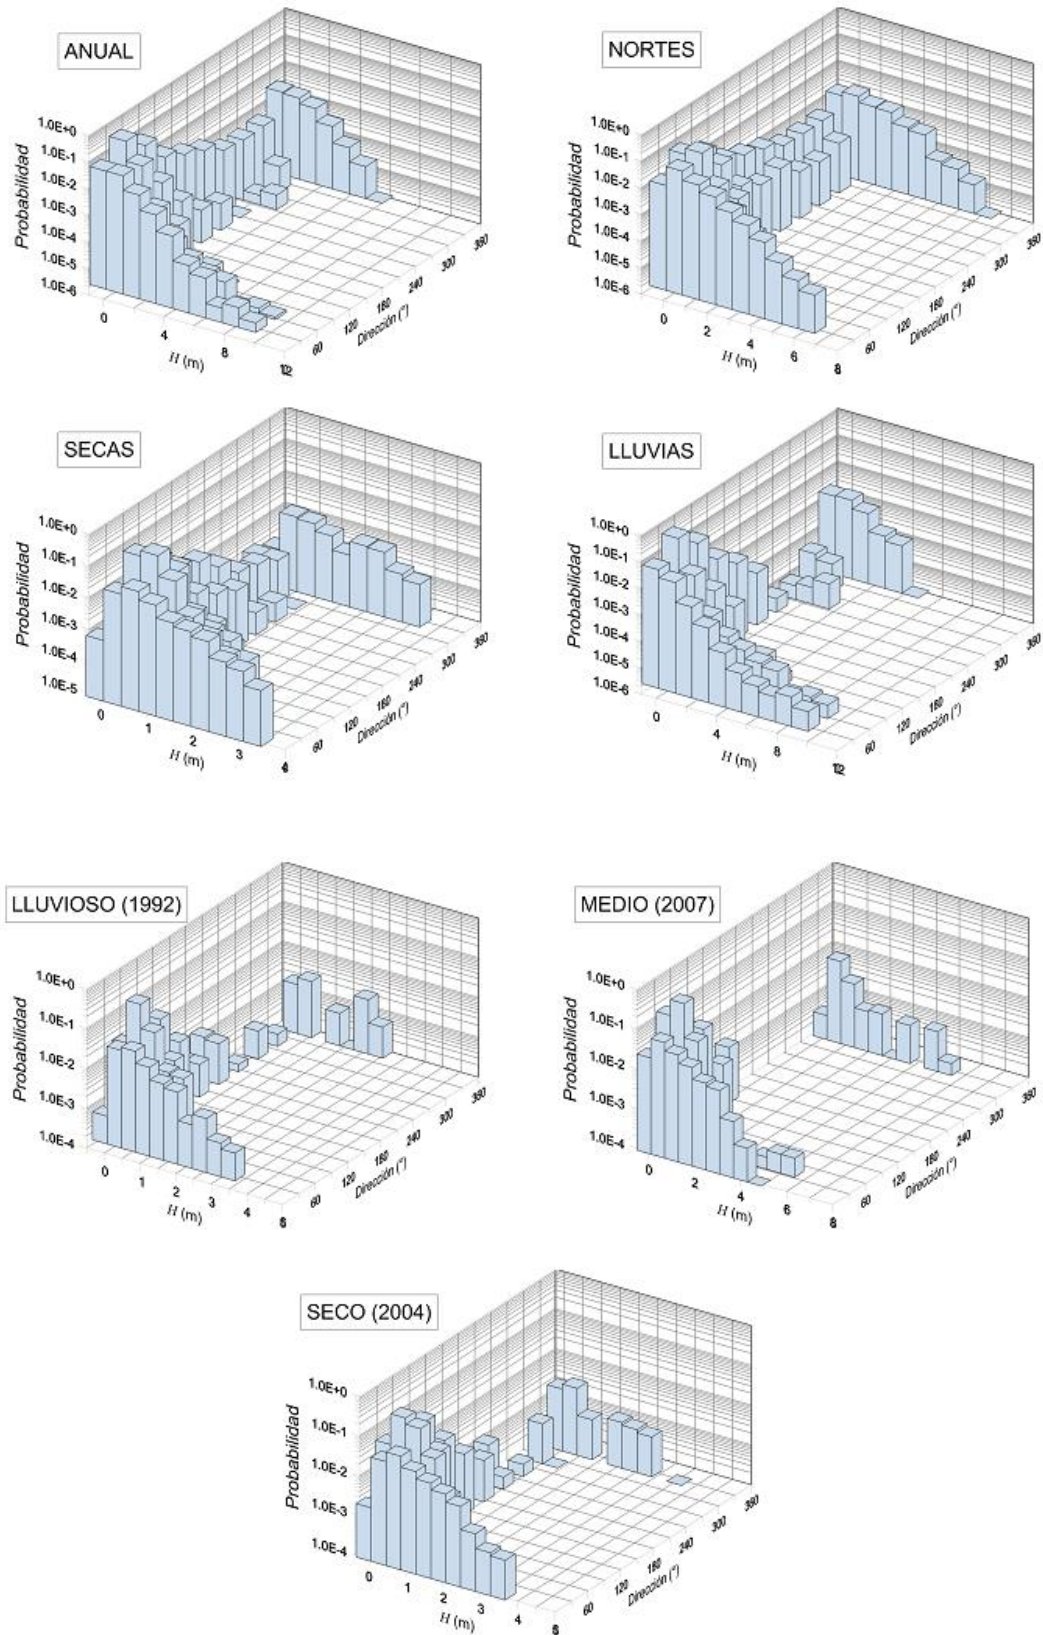 ANUAL
Probabilidad
1.0E+0
1.0E-1
1.0E-2
1.0E-3
1.0E-4
1.0E-5
1.0E-6
0
4
8
12
H (m)
60
120
180
240
300
360
Dirección (°)
NORTES
Probabilidad
1.0E+0
1.0E-1
1.0E-2
1.0E-3
1.0E-4
1.0E-5
1.0E-6
0
2
4
6
8
H (m)
60
120
180
240
300
360
Dirección (°)
SECAS
Probabilidad
1.0E+0
1.0E-1
1.0E-2
1.0E-3
1.0E-4
1.0E-5
0
1
2
3
4
H (m)
60
120
180
240
300
360
Dirección (°)
LLUVIAS
Probabilidad
1.0E+0
1.0E-1
1.0E-2
1.0E-3
1.0E-4
1.0E-5
1.0E-6
0
4
8
12
H (m)
60
120
180
240
300
360
Dirección (°)
LLUVIOSO (1992)
Probabilidad
1.0E+0
1.0E-1
1.0E-2
1.0E-3
1.0E-4
0
1
2
3
4
H (m)
60
120
180
240
300
360
Dirección (°)
MEDIO (2007)
Probabilidad
1.0E+0
1.0E-1
1.0E-2
1.0E-3
1.0E-4
0
2
4
6
8
H (m)
60
120
180
240
300
360
Dirección (°)
SECO (2004)
Probabilidad
1.0E+0
1.0E-1
1.0E-2
1.0E-3
1.0E-4
0
1
2
3
4
H (m)
60
120
180
240
300
360
Dirección (°)